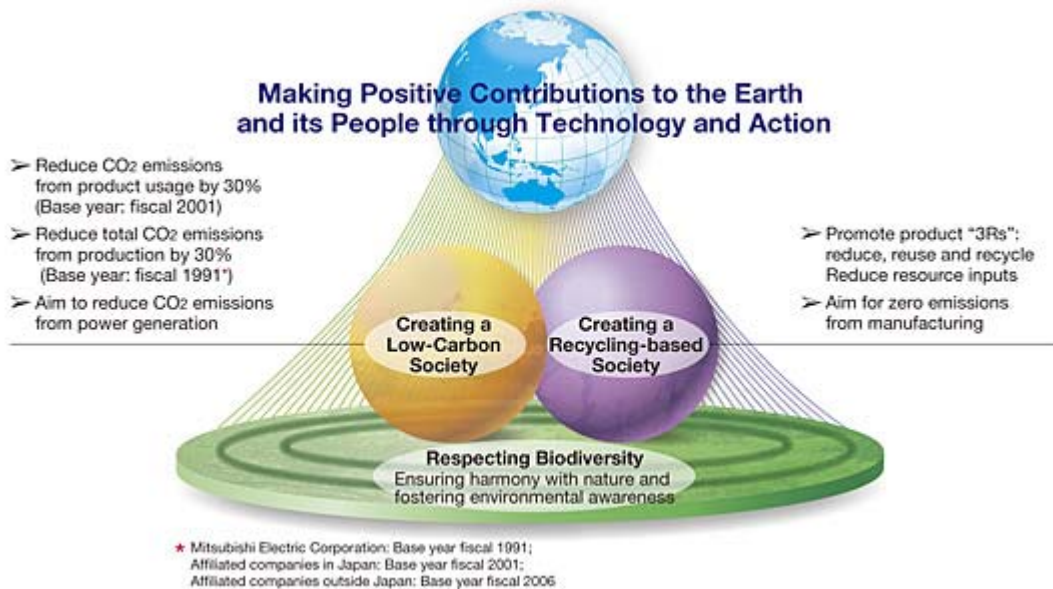 Making Positive Contributions to the Earth
and its People through Technology and Action
➢ Reduce CO2 emissions
from product usage by 30%
(Base year: fiscal 2001)
➢ Reduce total CO2 emissions
from production by 30%
(Base year: fiscal 1991*)
➢ Aim to reduce CO2 emissions
from power generation
➢ Promote product “3Rs”:
reduce, reuse and recycle
Reduce resource inputs
➢ Aim for zero emissions
from manufacturing
Creating a
Low-Carbon
Society
Creating a
Recycling-based
Society
Respecting Biodiversity
Ensuring harmony with nature and
fostering environmental awareness
★ Mitsubishi Electric Corporation: Base year fiscal 1991;
Affiliated companies in Japan: Base year fiscal 2001;
Affiliated companies outside Japan: Base year fiscal 2006